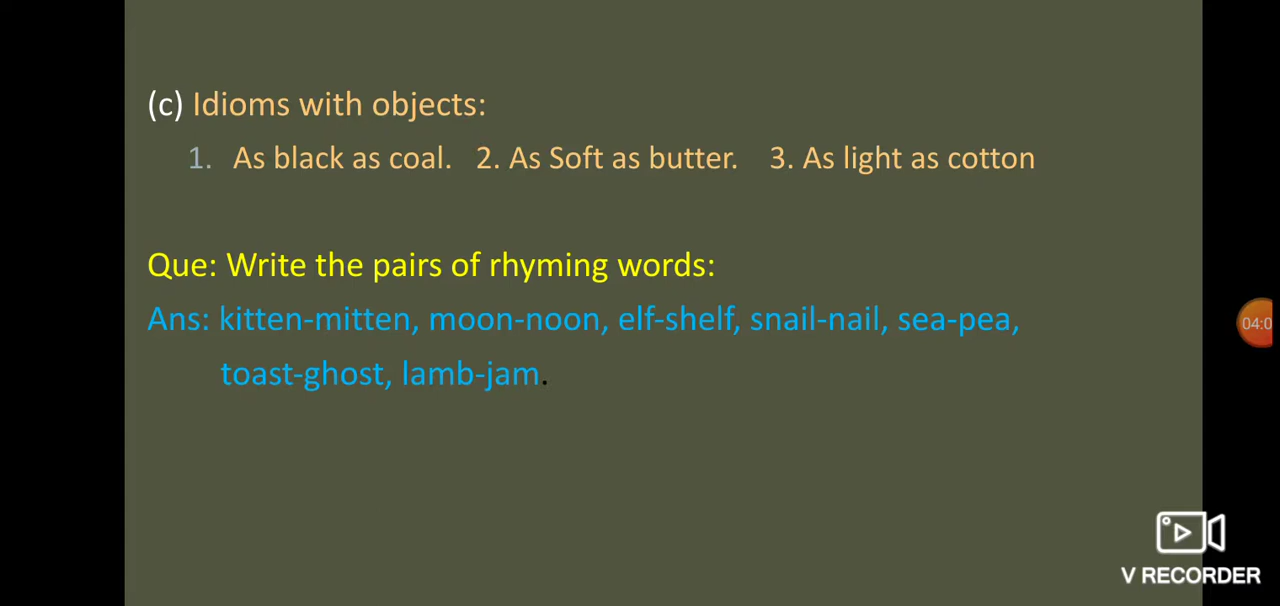 (c) Idioms with objects:
1. As black as coal. 2. As Soft as butter. 3. As light as cotton
Que: Write the pairs of rhyming words:
Ans: kitten-mitten, moon-noon, elf-shelf, snail-nail, sea-pea,
04:0
toast-ghost, lamb-jam.
V RECORDER